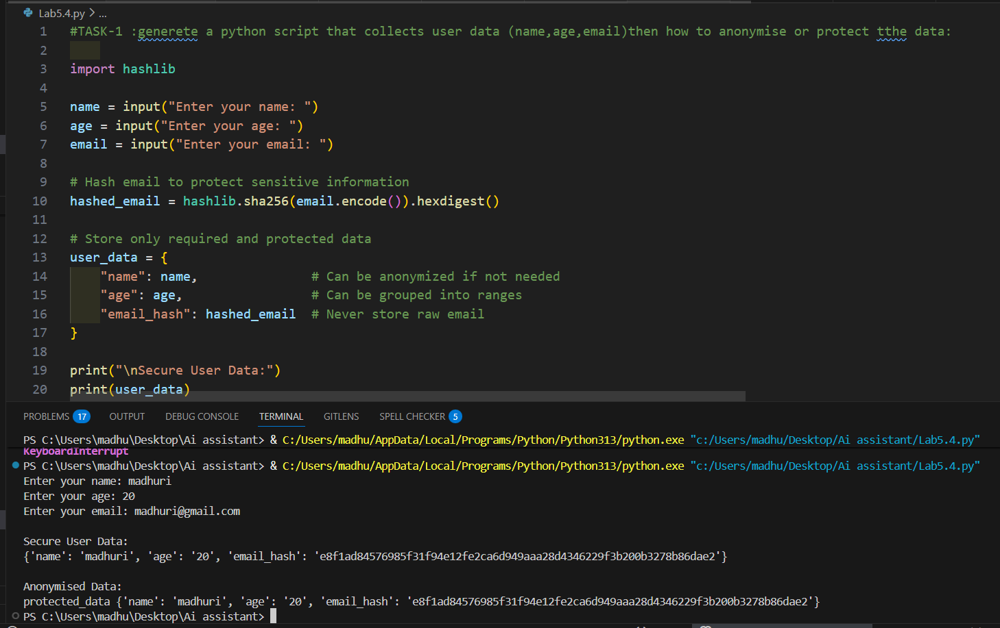 Lab5.4.py > ...
1 #TASK-1 :generete a python script that collects user data (name,age,email)then how to anonymise or protect tthe data:
2
3 import hashlib
4
5 name = input("Enter your name: ")
6 age = input("Enter your age: ")
7 email = input("Enter your email: ")
8
9 # Hash email to protect sensitive information
10 hashed_email = hashlib.sha256(email.encode()).hexdigest()
11
12 # Store only required and protected data
13 user_data = {
14 "name": name, # Can be anonymized if not needed
15 "age": age, # Can be grouped into ranges
16 "email_hash": hashed_email # Never store raw email
17 }
18
19 print("\nSecure User Data:")
20 print(user_data)
PROBLEMS 17 OUTPUT DEBUG CONSOLE TERMINAL GITLENS SPELL CHECKER 5
PS C:\Users\madhu\Desktop\Ai assistant> & C:/Users/madhu/AppData/Local/Programs/Python/Python313/python.exe "c:/Users/madhu/Desktop/Ai assistant/Lab5.4.py"
KeyboardInterrupt
PS C:\Users\madhu\Desktop\Ai assistant> & C:/Users/madhu/AppData/Local/Programs/Python/Python313/python.exe "c:/Users/madhu/Desktop/Ai assistant/Lab5.4.py"
Enter your name: madhuri
Enter your age: 20
Enter your email: madhuri@gmail.com
Secure User Data:
{'name': 'madhuri', 'age': '20', 'email_hash': 'e8f1ad84576985f31f94e12fe2ca6d949aaa28d4346229f3b200b3278b86dae2'}
Anonymised Data:
protected_data {'name': 'madhuri', 'age': '20', 'email_hash': 'e8f1ad84576985f31f94e12fe2ca6d949aaa28d4346229f3b200b3278b86dae2'}
PS C:\Users\madhu\Desktop\Ai assistant>